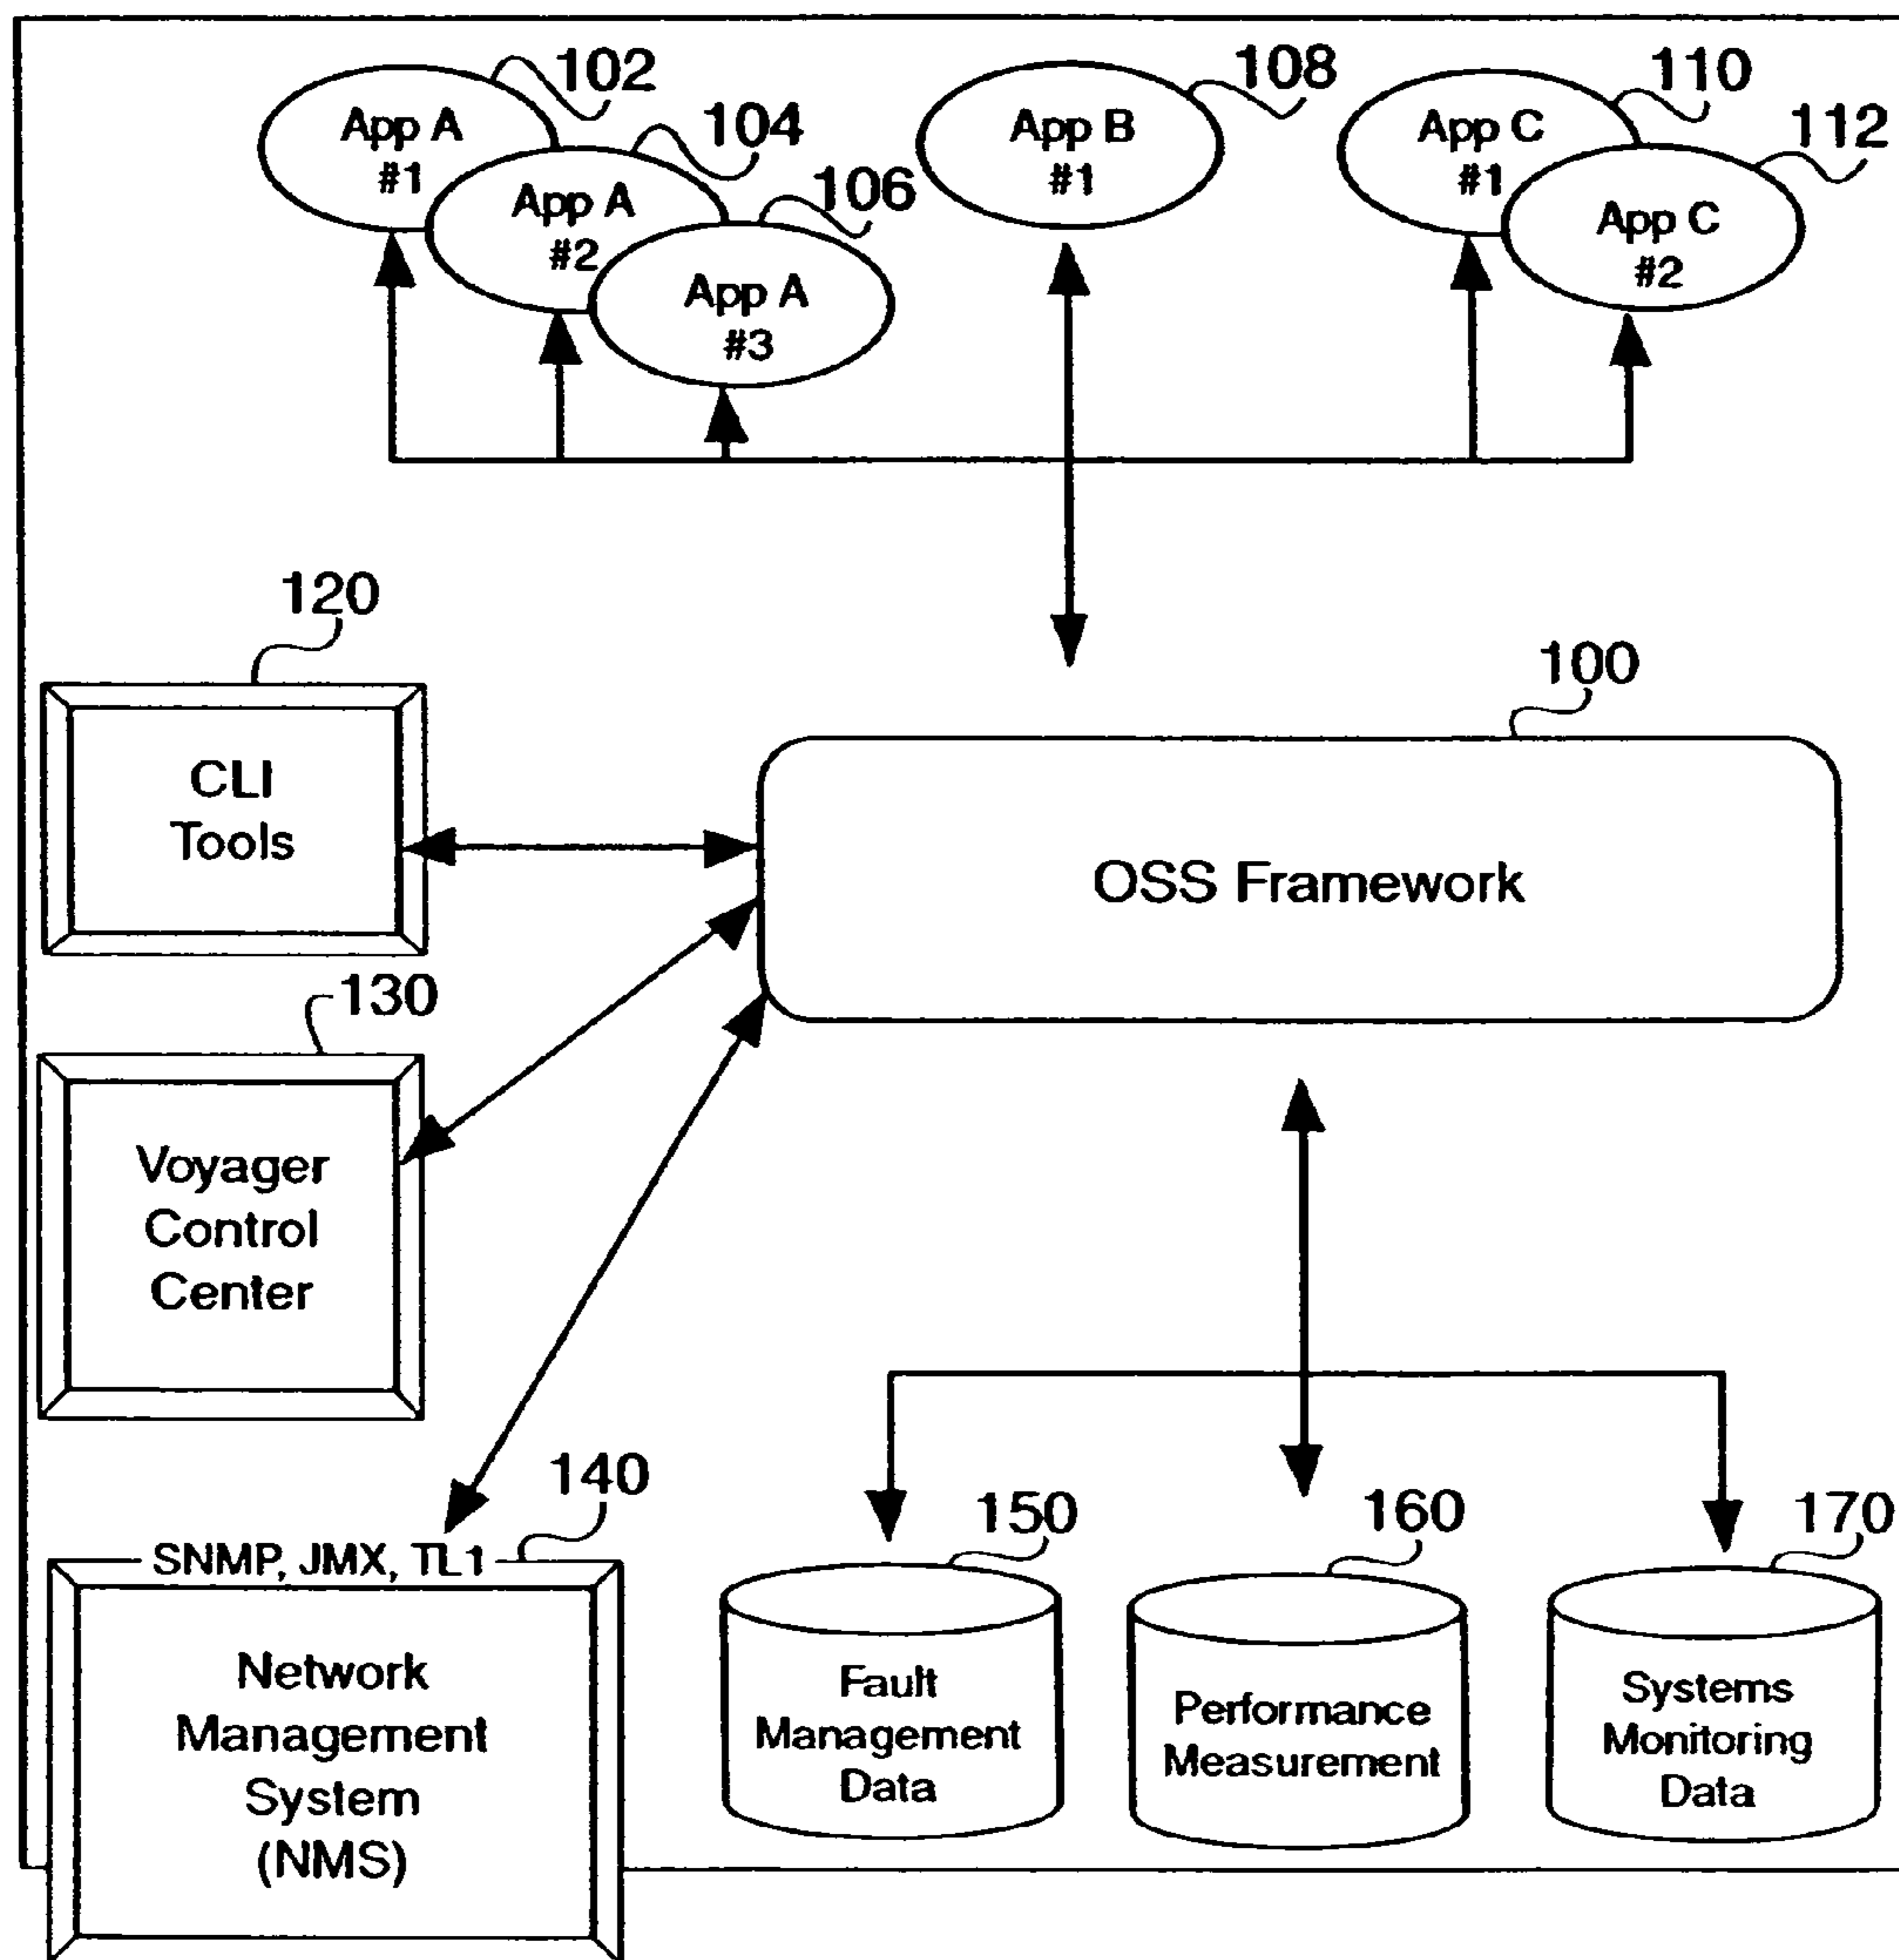 102
App A
#1
104
App A
#2
106
App A
#3
108
App B
#1
110
App C
#1
112
App C
#2
120
CLI
Tools
100
OSS Framework
130
Voyager
Control
Center
140
SNMP, JMX, TL1
Network
Management
System
(NMS)
150
Fault
Management
Data
160
Performance
Measurement
170
Systems
Monitoring
Data